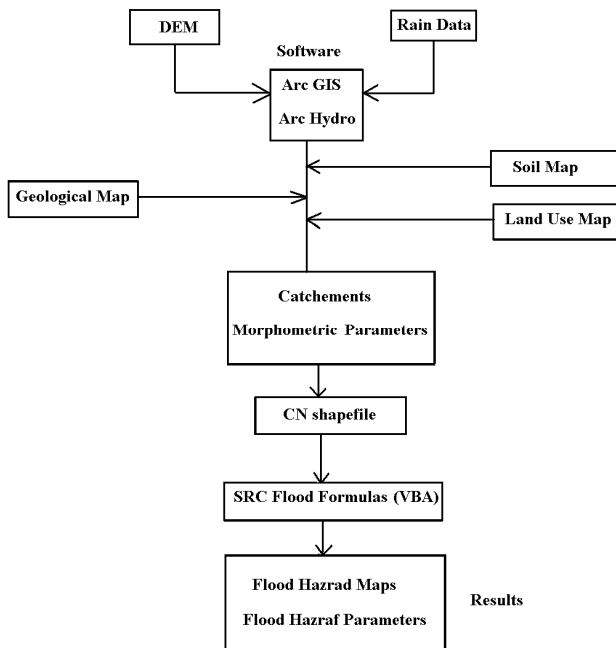 DEM
Rain Data
Software
Arc GIS
Arc Hydro
Soil Map
Geological Map
Land Use Map
Catchements
Morphometric Parameters
CN shapefile
SRC Flood Formulas (VBA)
Flood Hazrad Maps
Flood Hazraf Parameters
Results